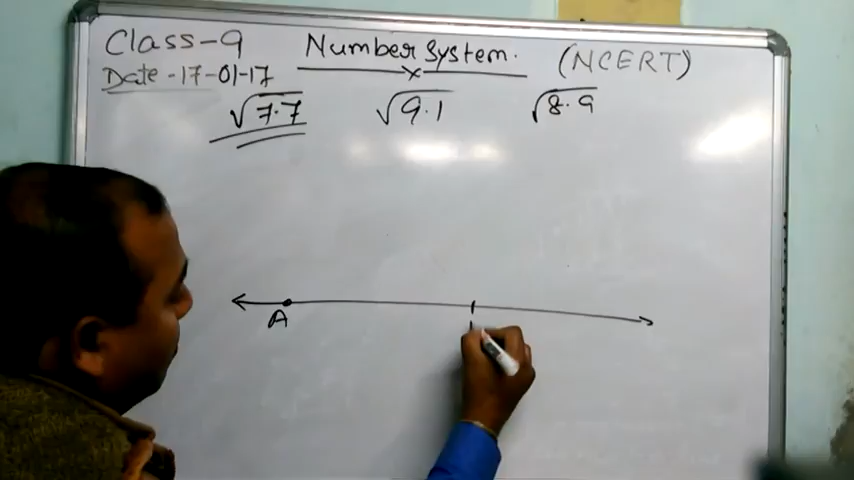 Class-9 Number System. (NCERT)
Date-17-01-17
√7.7 √9.1 √8.9
A